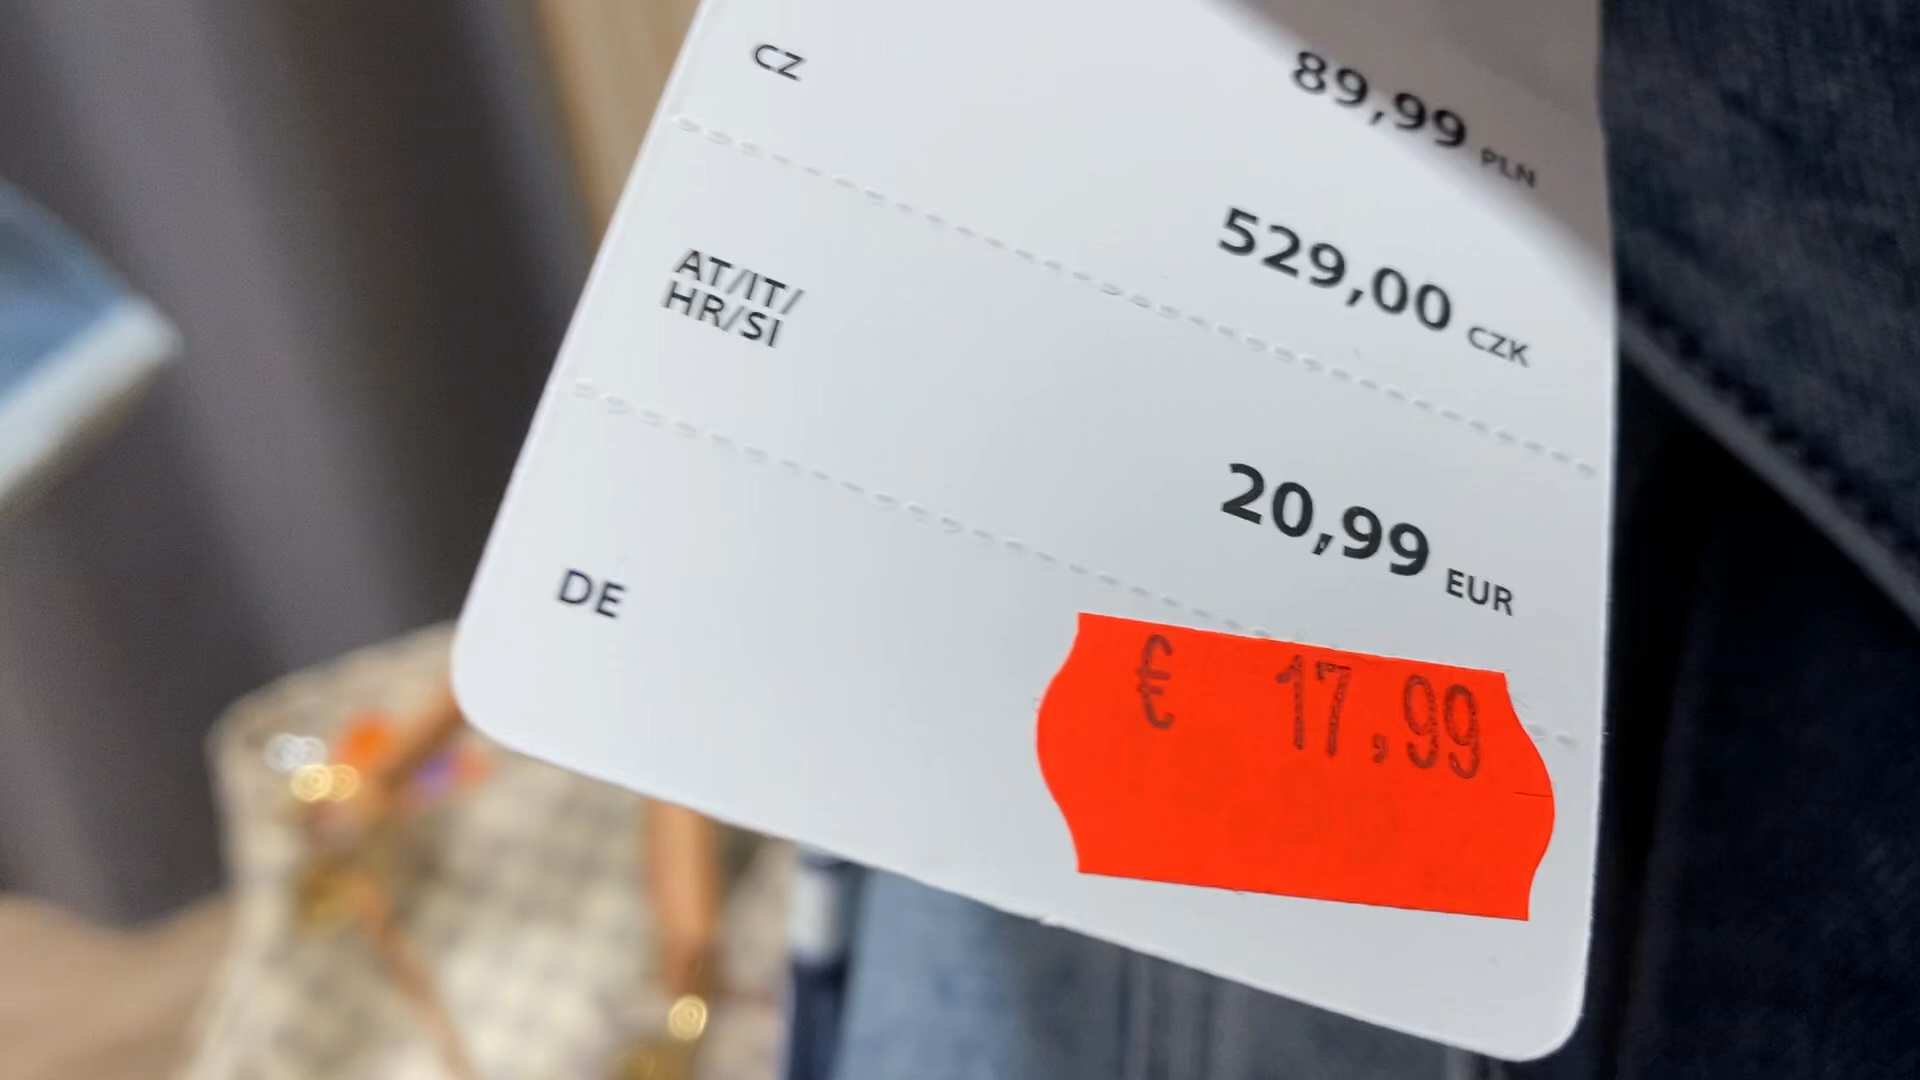 89,99 PLN
CZ
529,00 CZK
AT/IT/
HR/SI
20,99 EUR
DE
€ 17,99